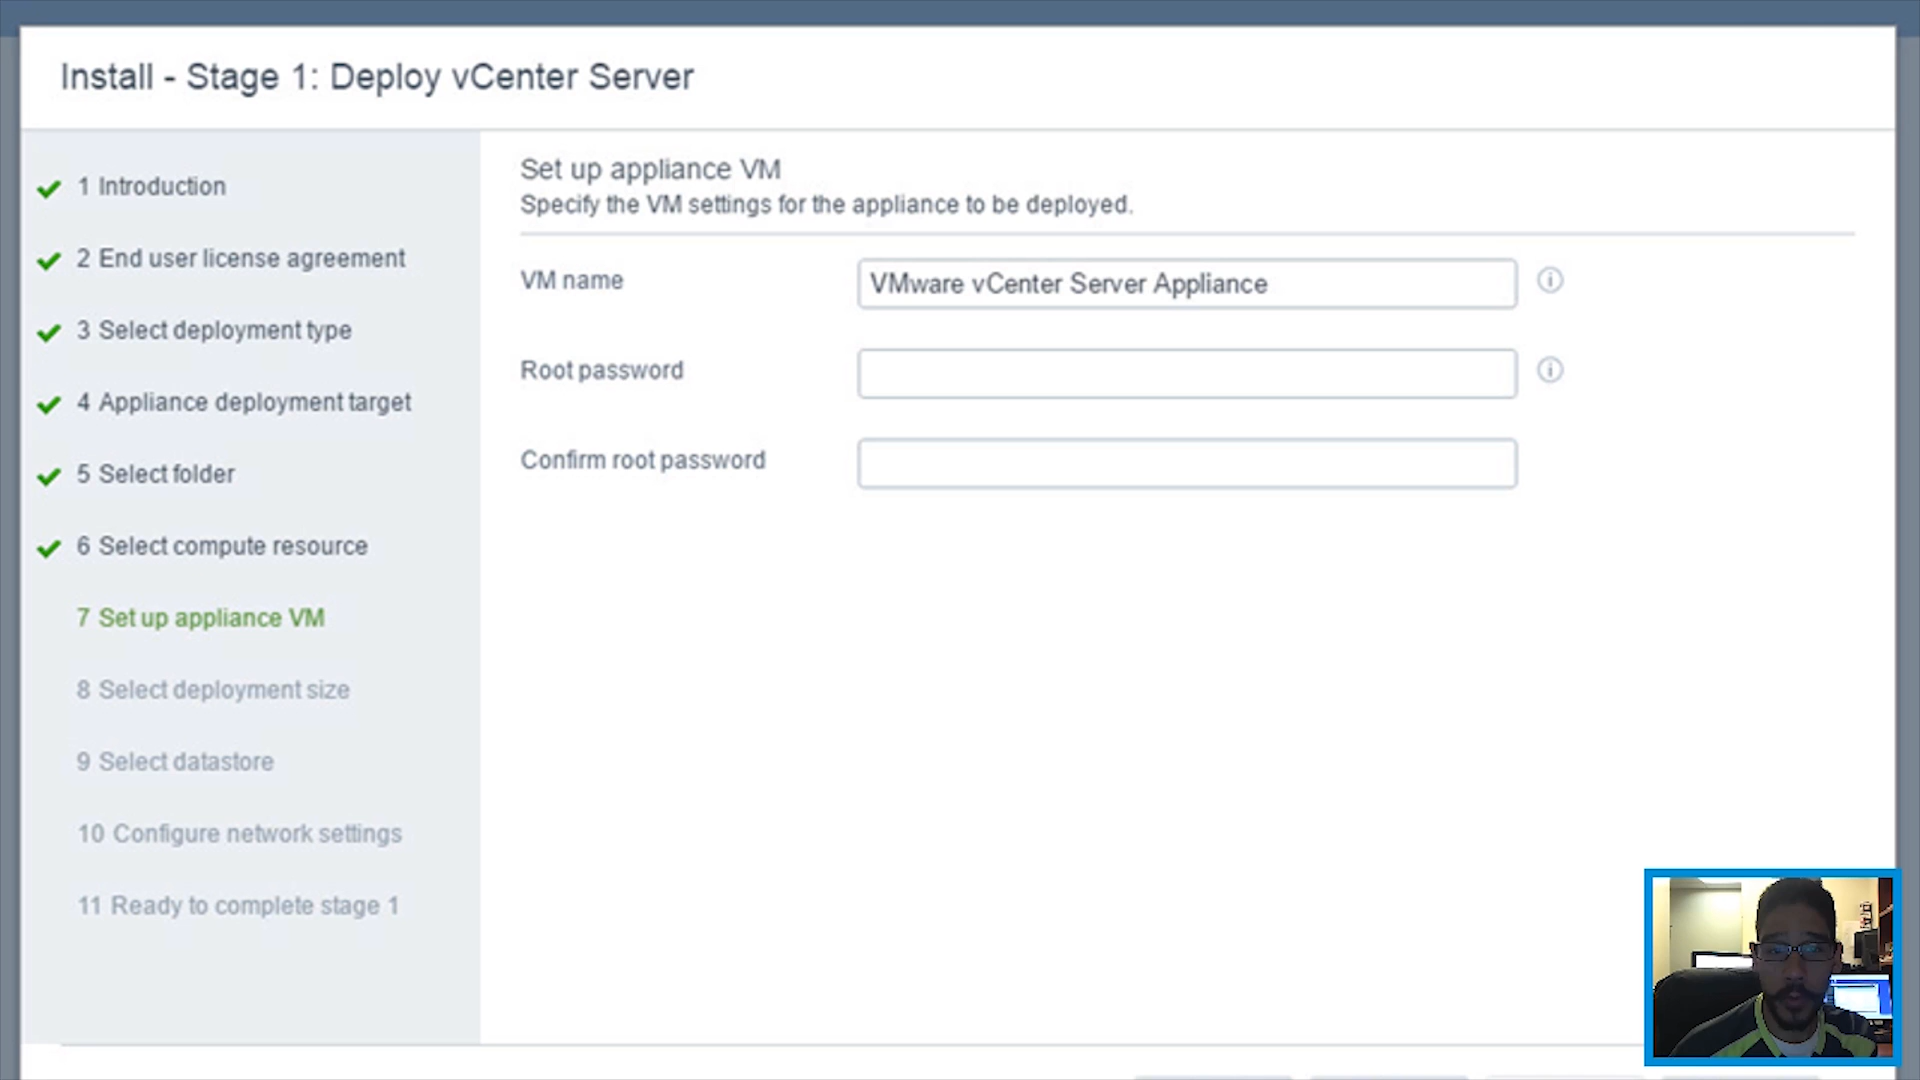 Install - Stage 1: Deploy vCenter Server
1 Introduction
2 End user license agreement
3 Select deployment type
4 Appliance deployment target
5 Select folder
6 Select compute resource
7 Set up appliance VM
8 Select deployment size
9 Select datastore
10 Configure network settings
11 Ready to complete stage 1
Set up appliance VM
Specify the VM settings for the appliance to be deployed.
VM name
VMware vCenter Server Appliance
Root password
Confirm root password